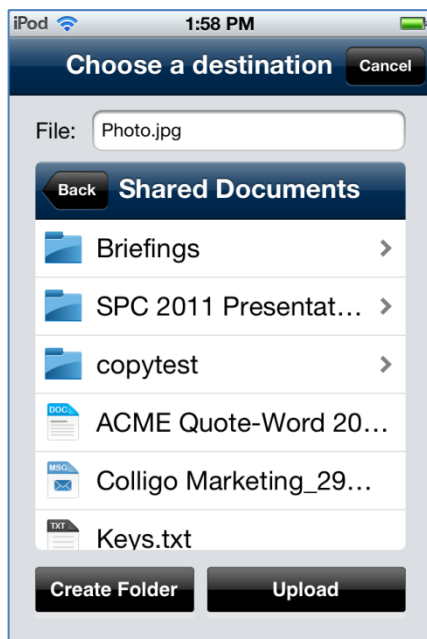 iPod 1:58 PM
Choose a destination Cancel
File: Photo.jpg
Back Shared Documents
Briefings
SPC 2011 Presentat...
copytest
DOC
ACME Quote-Word 20...
MSG
Colligo Marketing_29...
TXT
Keys.txt
Create Folder Upload